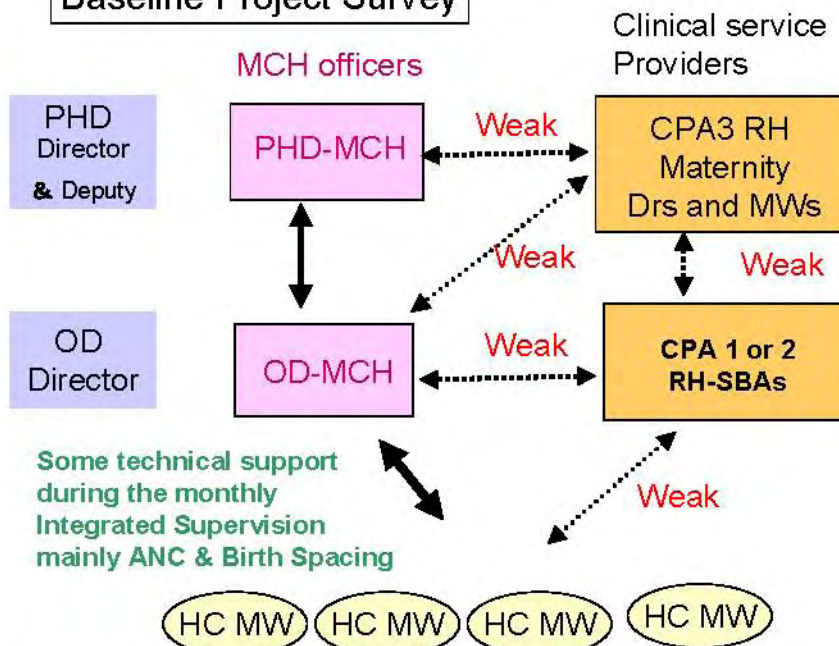 Baseline Project Survey
Clinical service
Providers
MCH officers
PHD
Director
& Deputy
PHD-MCH
Weak
CPA3 RH
Maternity
Drs and MWs
Weak
Weak
OD
Director
OD-MCH
Weak
CPA 1 or 2
RH-SBAs
Some technical support
during the monthly
Integrated Supervision
mainly ANC & Birth Spacing
Weak
HC MW
HC MW
HC MW
HC MW